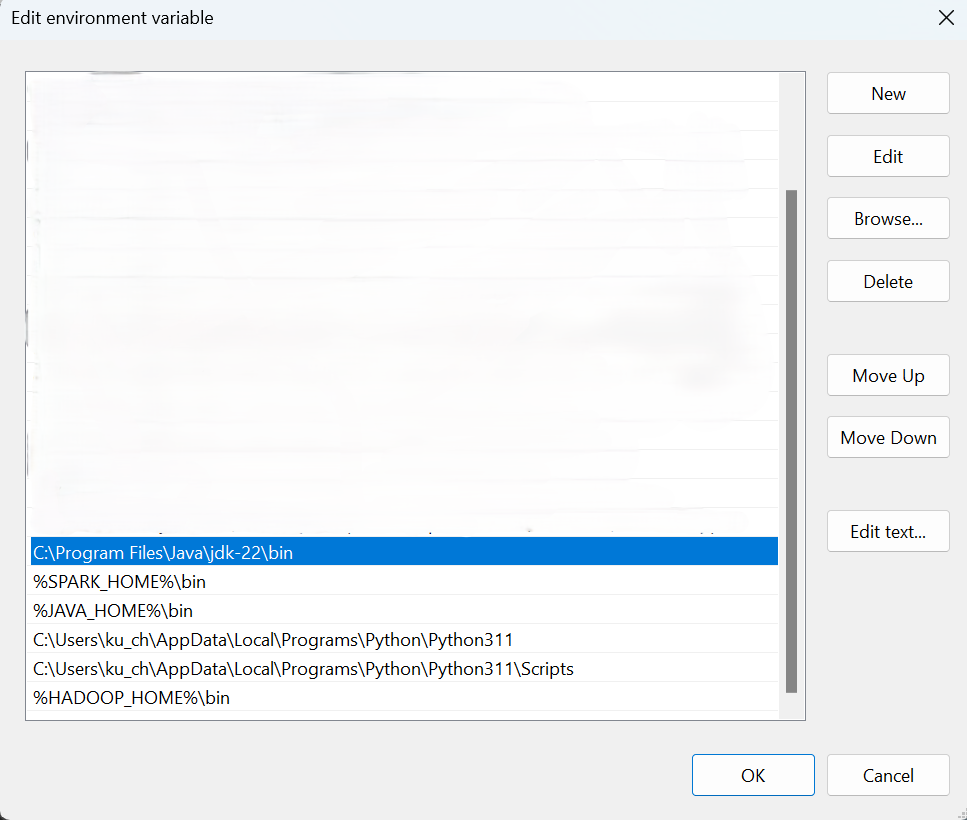 Edit environment variable
New
Edit
Browse...
Delete
Move Up
Move Down
Edit text...
C:\Program Files\Java\jdk-22\bin
%SPARK_HOME%\bin
%JAVA_HOME%\bin
C:\Users\ku_ch\AppData\Local\Programs\Python\Python311
C:\Users\ku_ch\AppData\Local\Programs\Python\Python311\Scripts
%HADOOP_HOME%\bin
OK
Cancel